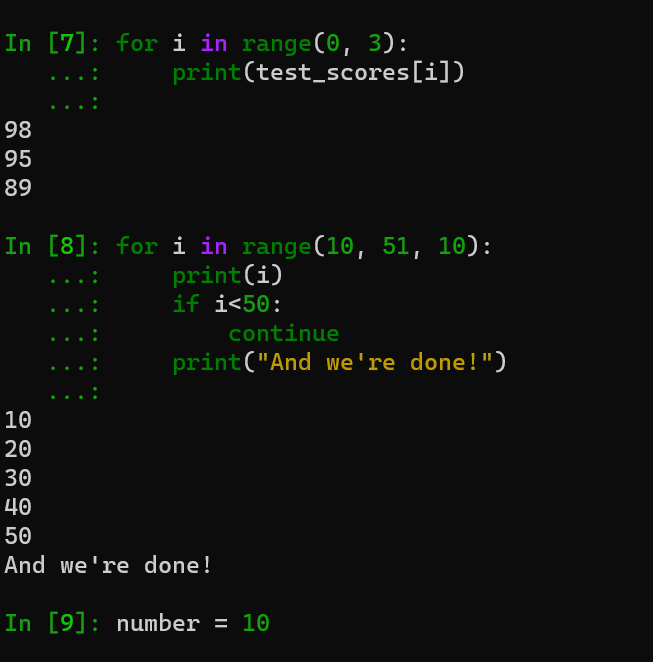 In [7]: for i in range(0, 3):
   ...:     print(test_scores[i])
   ...:
98
95
89
In [8]: for i in range(10, 51, 10):
   ...:     print(i)
   ...:     if i<50:
   ...:         continue
   ...:     print("And we're done!")
   ...:
10
20
30
40
50
And we're done!
In [9]: number = 10